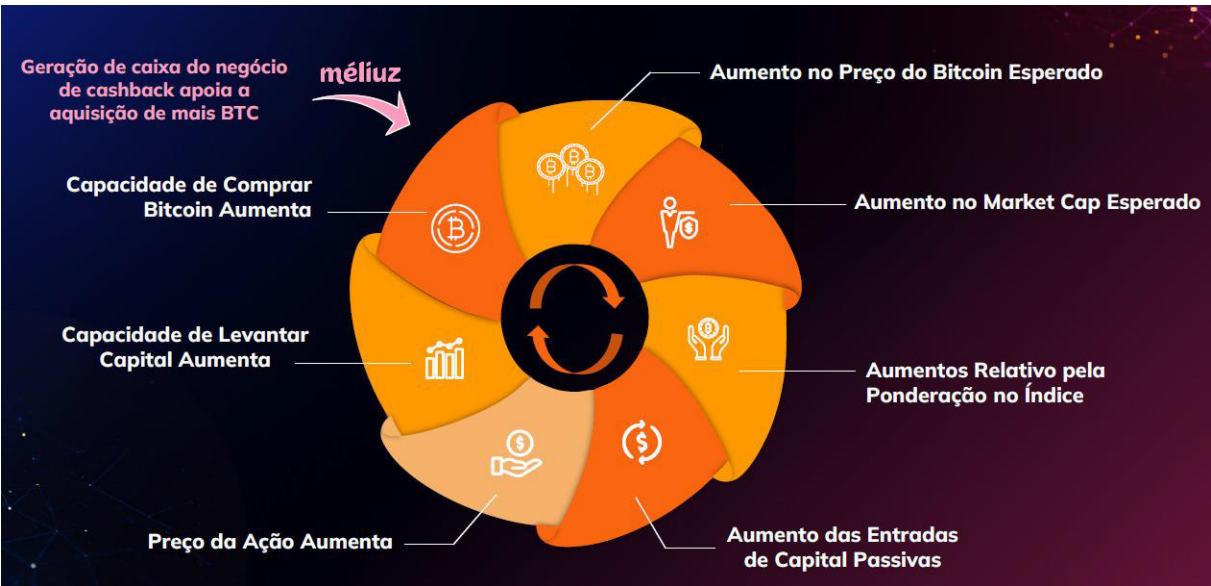 Geração de caixa do negócio
de cashback apoia a
aquisição de mais BTC
méliuz
Aumento no Preço do Bitcoin Esperado
Capacidade de Comprar
Bitcoin Aumenta
Aumento no Market Cap Esperado
Capacidade de Levantar
Capital Aumenta
Aumentos Relativo pela
Ponderação no Índice
Preço da Ação Aumenta
Aumento das Entradas
de Capital Passivas